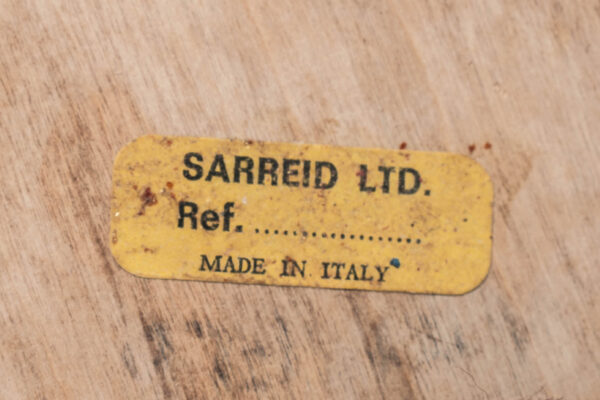 SARREID LTD.
Ref. ....................
MADE IN ITALY